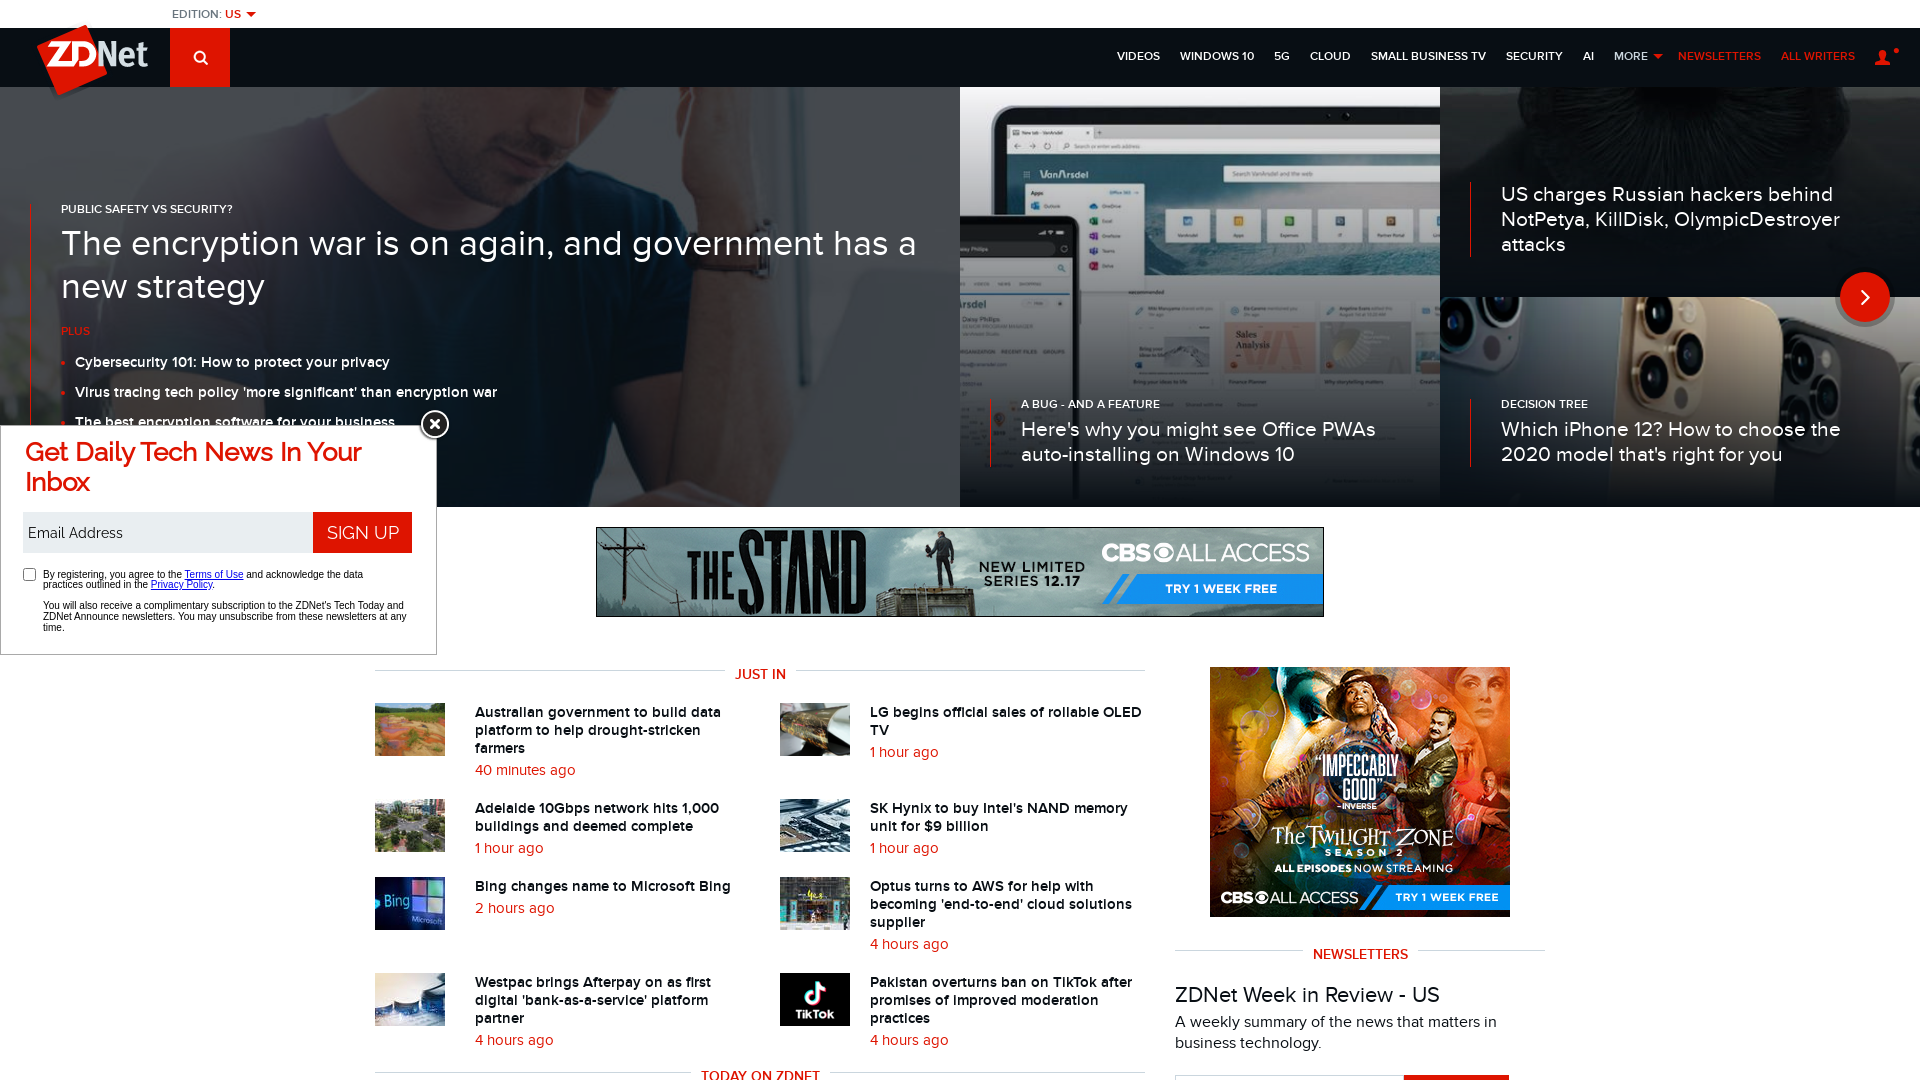 EDITION: US
ZDNet
VIDEOS WINDOWS 10 5G CLOUD SMALL BUSINESS TV SECURITY AI MORE NEWSLETTERS ALL WRITERS
PUBLIC SAFETY VS SECURITY?
The encryption war is on again, and government has a
new strategy
PLUS
Cybersecurity 101: How to protect your privacy
Virus tracing tech policy 'more significant' than encryption war
The best encryption software for your business
VanArsdel
Sales
Analysis
A BUG - AND A FEATURE
Here's why you might see Office PWAs
auto-installing on Windows 10
US charges Russian hackers behind
NotPetya, KillDisk, OlympicDestroyer
attacks
DECISION TREE
Which iPhone 12? How to choose the
2020 model that's right for you
Get Daily Tech News In Your
Inbox
Email Address
SIGN UP
By registering, you agree to the Terms of Use and acknowledge the data
practices outlined in the Privacy Policy.
You will also receive a complimentary subscription to the ZDNet's Tech Today and
ZDNet Announce newsletters. You may unsubscribe from these newsletters at any
time.
THE STAND
NEW LIMITED
SERIES 12.17
CBS ALL ACCESS
TRY 1 WEEK FREE
JUST IN
Australian government to build data
platform to help drought-stricken
farmers
40 minutes ago
LG begins official sales of rollable OLED
TV
1 hour ago
Adelaide 10Gbps network hits 1,000
buildings and deemed complete
1 hour ago
SK Hynix to buy Intel's NAND memory
unit for $9 billion
1 hour ago
Bing
Microsoft
Bing changes name to Microsoft Bing
2 hours ago
yes
Optus turns to AWS for help with
becoming 'end-to-end' cloud solutions
supplier
4 hours ago
Westpac brings Afterpay on as first
digital 'bank-as-a-service' platform
partner
4 hours ago
TikTok
Pakistan overturns ban on TikTok after
promises of improved moderation
practices
4 hours ago
TODAY ON ZDNET
"IMPECCABLY
GOOD"
-INVERSE
THE TWILIGHT ZONE
SEASON 2
ALL EPISODES NOW STREAMING
CBS ALL ACCESS
TRY 1 WEEK FREE
NEWSLETTERS
ZDNet Week in Review - US
A weekly summary of the news that matters in
business technology.